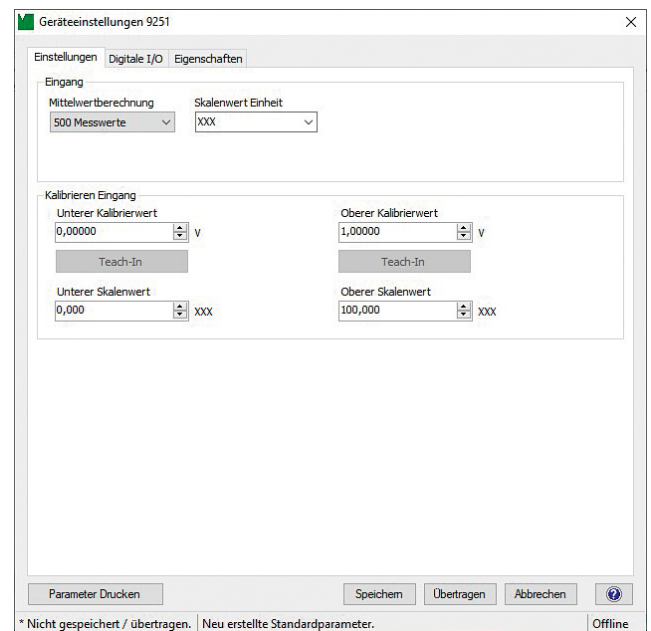 Geräteeinstellungen 9251
Einstellungen Digitale I/O Eigenschaften
Eingang
Mittelwertberechnung Skalenwert Einheit
500 Messwerte XXX
Kalibrieren Eingang
Unterer Kalibrierwert Oberer Kalibrierwert
0,00000 V 1,00000 V
Teach-In Teach-In
Unterer Skalenwert Oberer Skalenwert
0,000 XXX 100,000 XXX
Parameter Drucken Speichern Übertragen Abbrechen ?
* Nicht gespeichert / übertragen. Neu erstellte Standardparameter. Offline